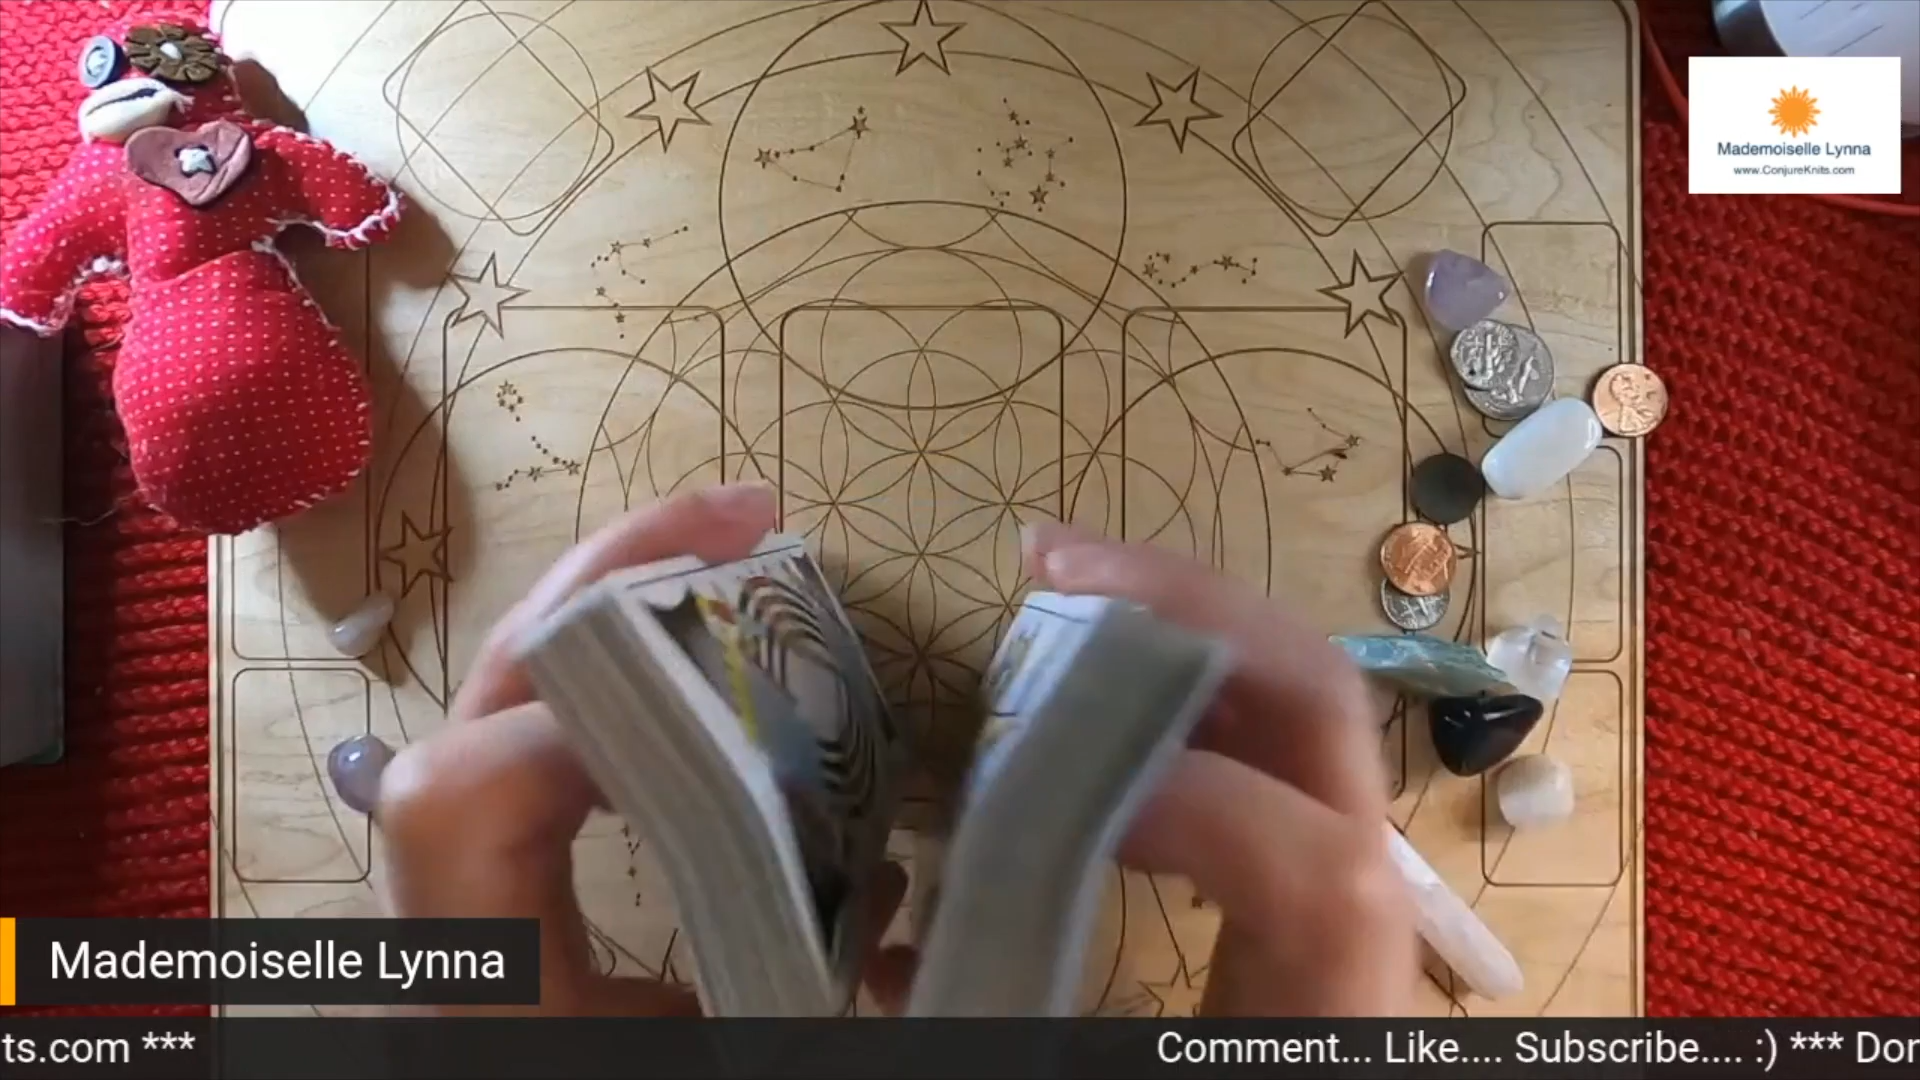 Mademoiselle Lynna
www.ConjureKnits.com
Mademoiselle Lynna
ts.com *** Comment... Like.... Subscribe.... :) *** Dor